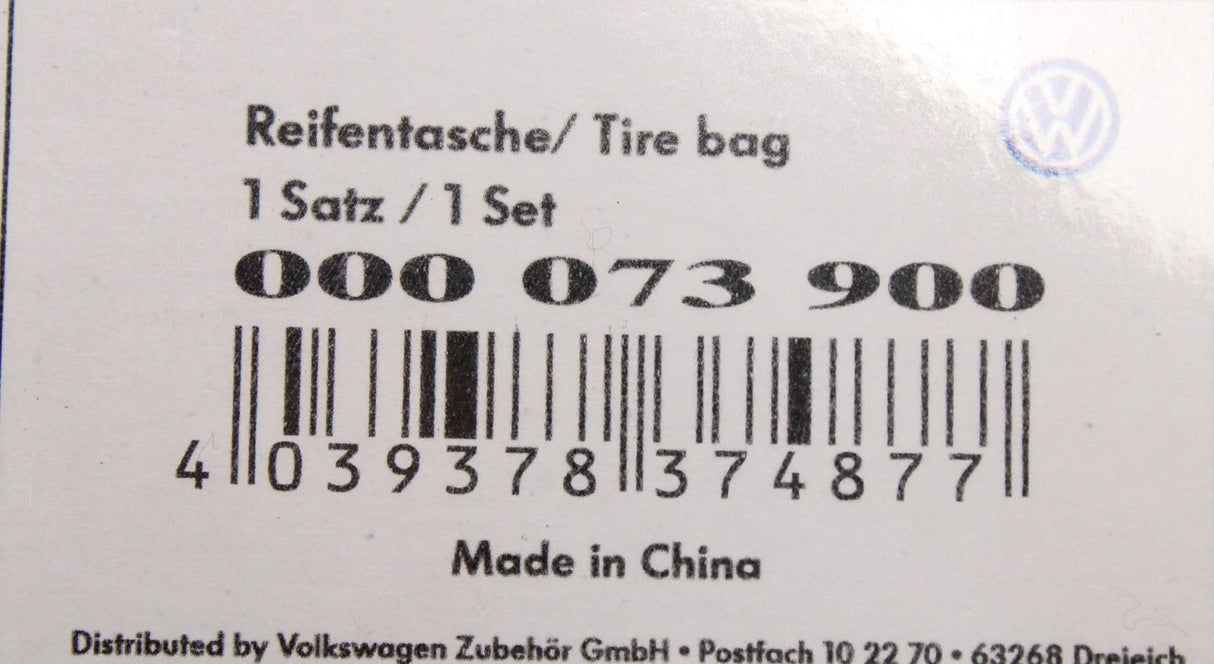 Reifentasche/ Tire bag
1 Satz / 1 Set
000 073 900
4 039378 374877
Made in China
Distributed by Volkswagen Zubehör GmbH • Postfach 10 22 70 • 63268 Dreieich